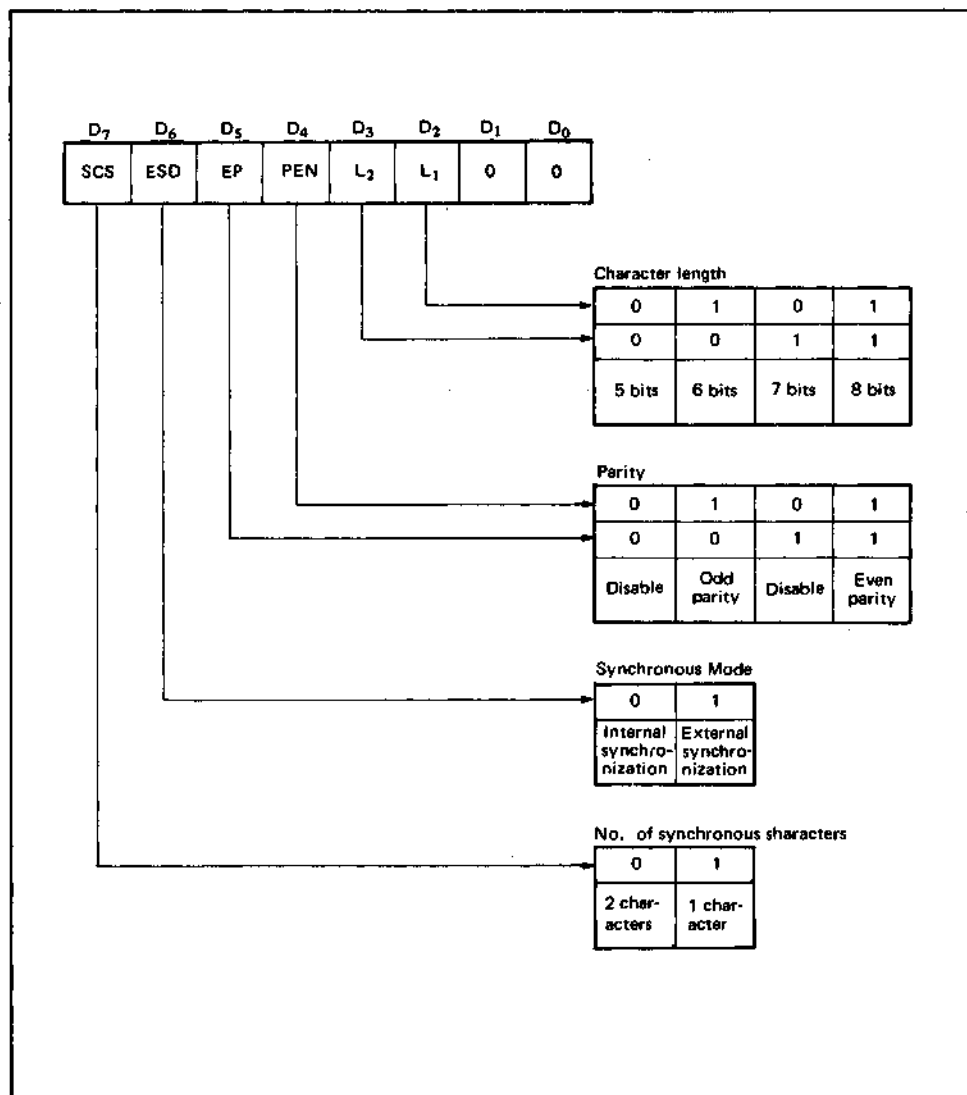 D7 D6 D5 D4 D3 D2 D1 D0
SCS ESD EP PEN L2 L1 0 0
Character length
0 1 0 1
0 0 1 1
5 bits 6 bits 7 bits 8 bits
Parity
0 1 0 1
0 0 1 1
Disable Odd parity Disable Even parity
Synchronous Mode
0 1
Internal External
synchro- synchro-
nization nization
No. of synchronous sharacters
0 1
2 char- 1 char-
acters acter